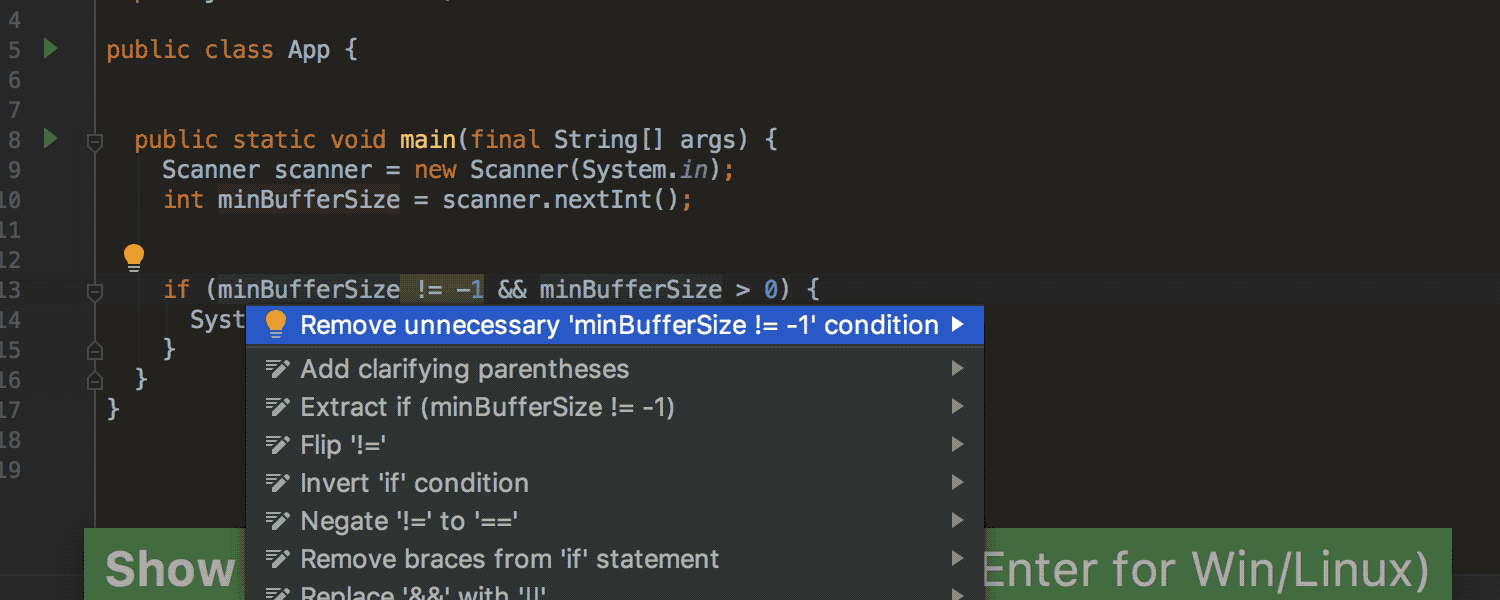 4
5 public class App {
6
7
8 public static void main(final String[] args) {
9 Scanner scanner = new Scanner(System.in);
10 int minBufferSize = scanner.nextInt();
11
12
13 if (minBufferSize != -1 && minBufferSize > 0) {
14 Syst
Remove unnecessary 'minBufferSize != -1' condition
15 }
Add clarifying parentheses
16 }
Extract if (minBufferSize != -1)
17 }
Flip '!='
18
Invert 'if' condition
19
Negate '!=' to '=='
Remove braces from 'if' statement
Show Enter for Win/Linux)
Replace '&&' with '||'